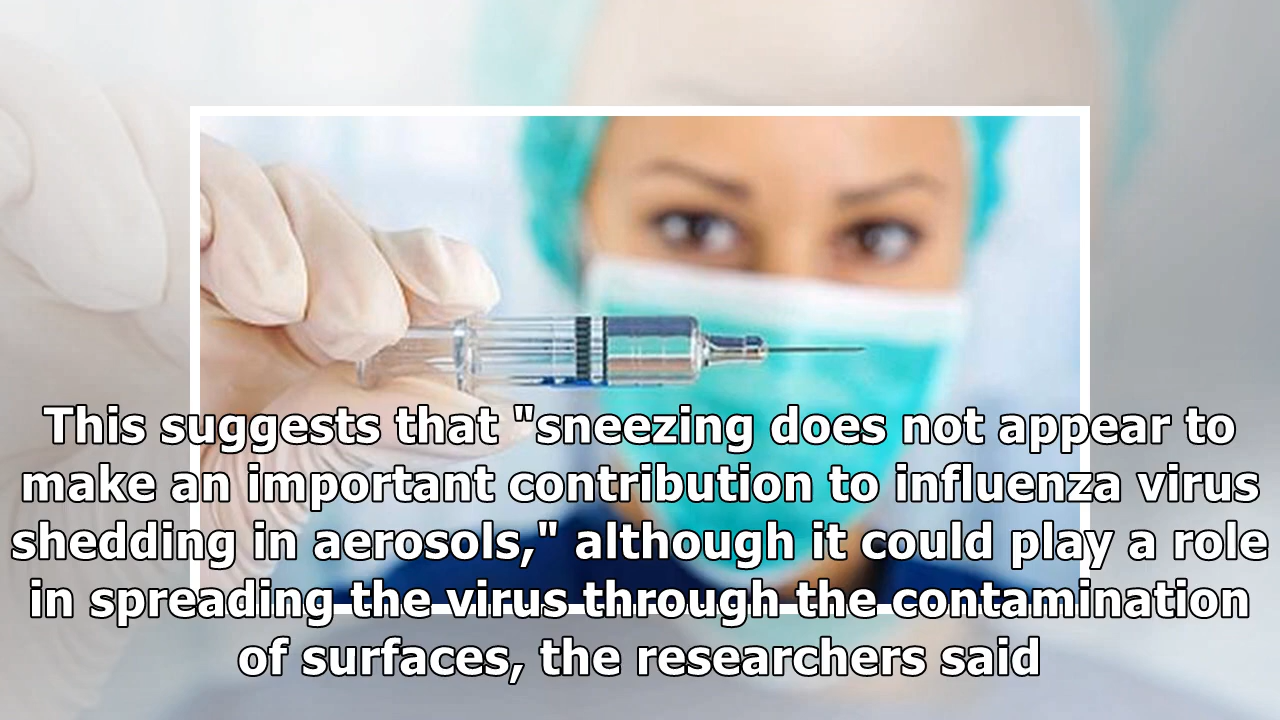 This suggests that "sneezing does not appear to
make an important contribution to influenza virus
shedding in aerosols," although it could play a role
in spreading the virus through the contamination
of surfaces, the researchers said